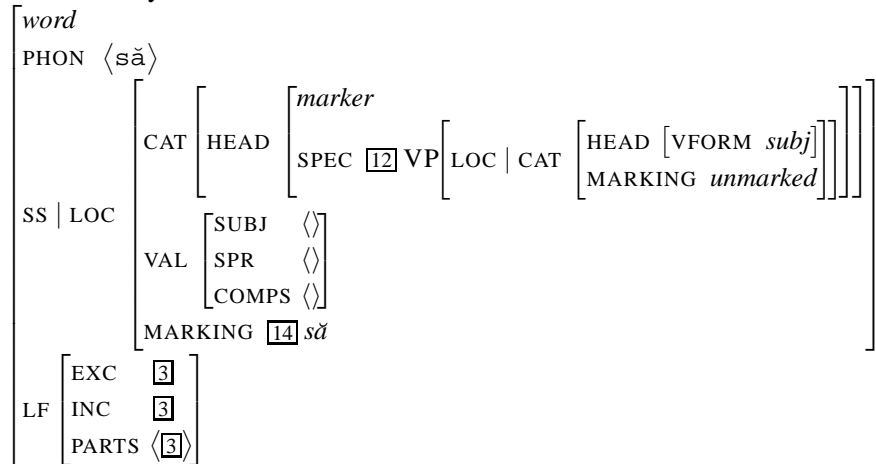 word
PHON ⟨să⟩
SS | LOC
CAT [HEAD [marker
SPEC 12 VP[LOC | CAT [HEAD [VFORM subj]
MARKING unmarked]]]]
VAL [SUBJ ⟨⟩
SPR ⟨⟩
COMPS ⟨⟩]
MARKING 14 să
LF [EXC 3
INC 3
PARTS ⟨3⟩]